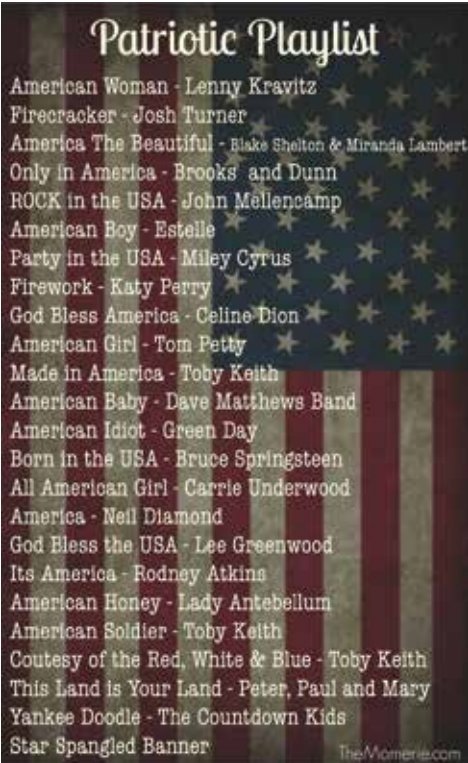 Patriotic Playlist
American Woman - Lenny Kravitz
Firecracker - Josh Turner
America The Beautiful - Blake Shelton & Miranda Lambert
Only in America - Brooks and Dunn
ROCK in the USA - John Mellencamp
American Boy - Estelle
Party in the USA - Miley Cyrus
Firework - Katy Perry
God Bless America - Celine Dion
American Girl - Tom Petty
Made in America - Toby Keith
American Baby - Dave Matthews Band
American Idiot - Green Day
Born in the USA - Bruce Springsteen
All American Girl - Carrie Underwood
America - Neil Diamond
God Bless the USA - Lee Greenwood
Its America - Rodney Atkins
American Honey - Lady Antebellum
American Soldier - Toby Keith
Coutesy of the Red, White & Blue - Toby Keith
This Land is Your Land - Peter, Paul and Mary
Yankee Doodle - The Countdown Kids
Star Spangled Banner
TheMomerie.com